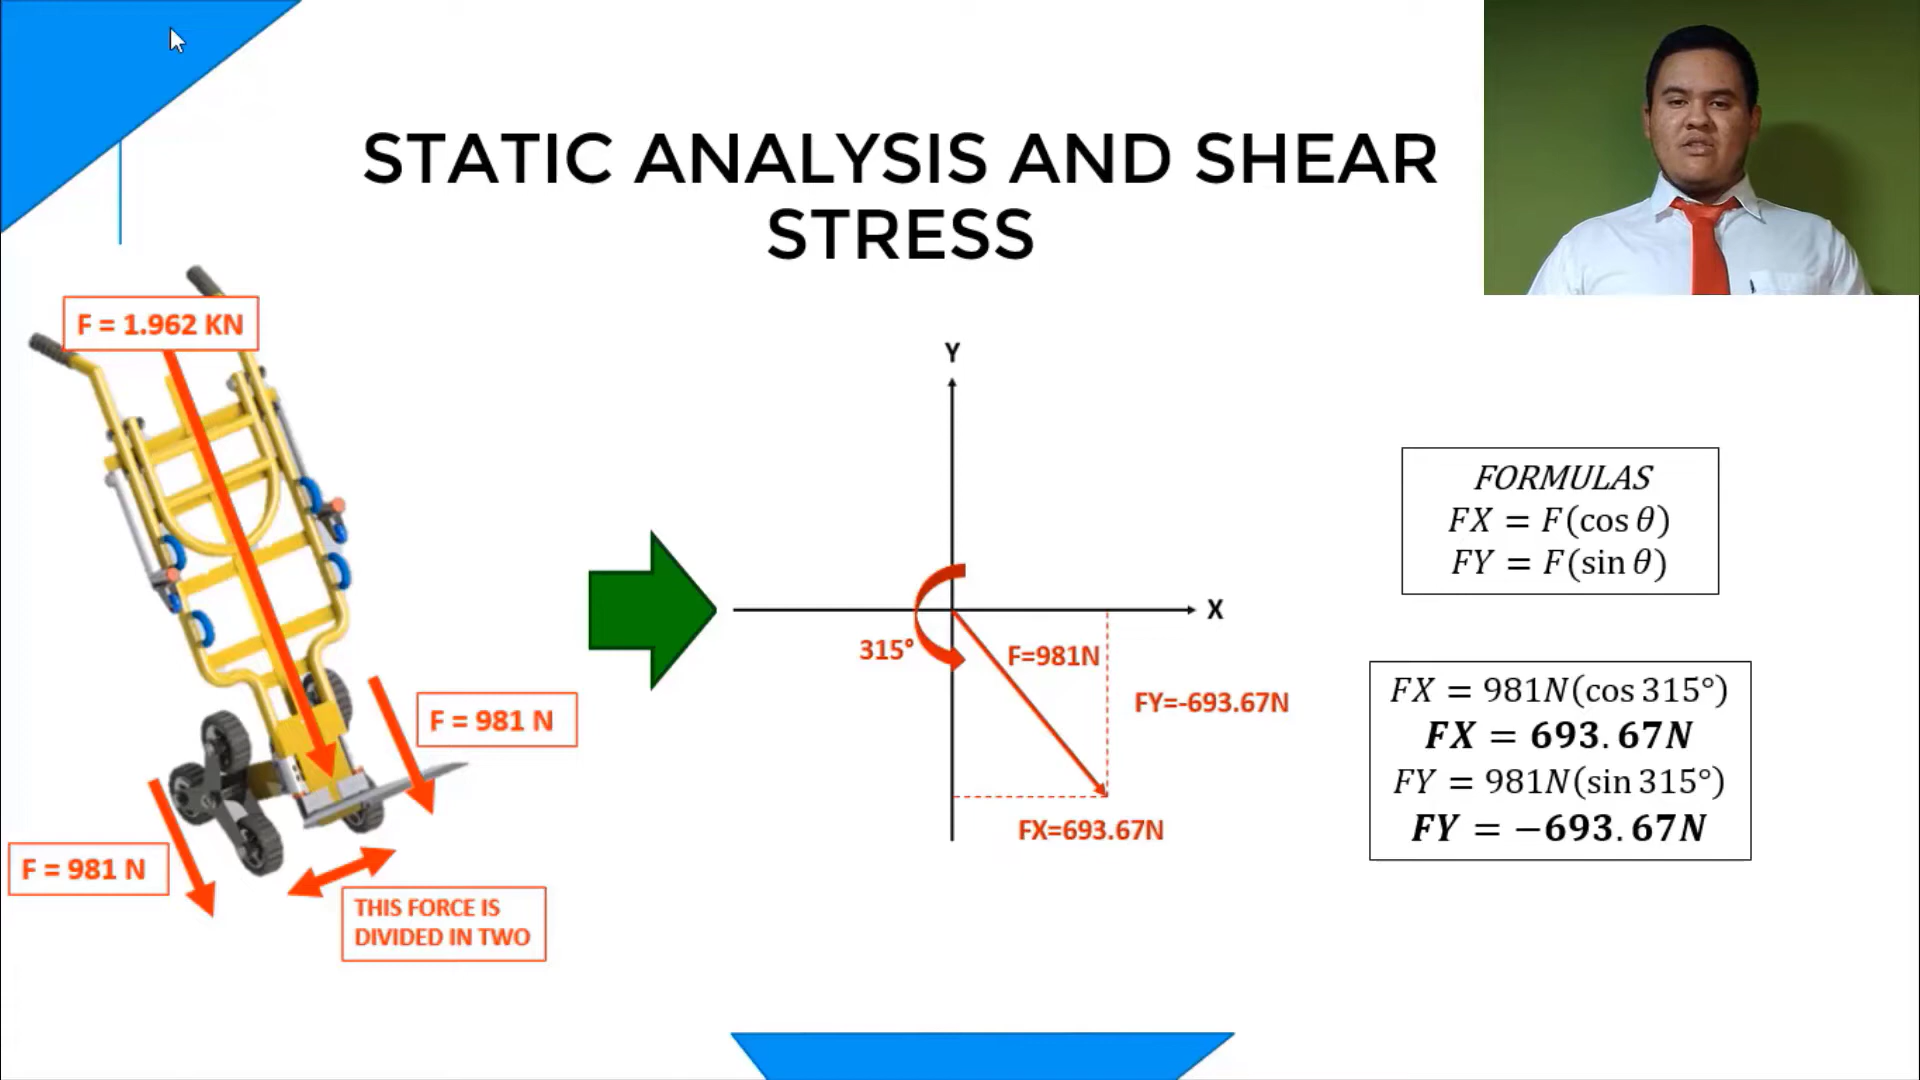 STATIC ANALYSIS AND SHEAR
STRESS
F = 1.962 KN
F = 981 N
F = 981 N
THIS FORCE IS
DIVIDED IN TWO
Y
X
315°
F=981N
FY=-693.67N
FX=693.67N
FORMULAS
FX = F(cos θ)
FY = F(sin θ)
FX = 981N(cos 315°)
FX = 693.67N
FY = 981N(sin 315°)
FY = −693.67N